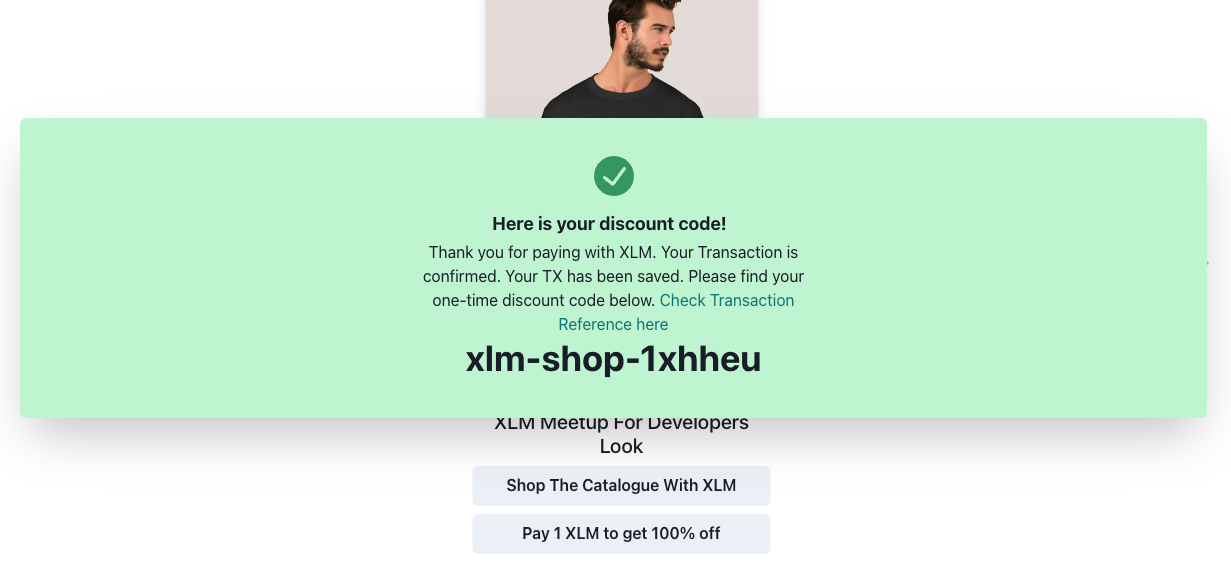 Here is your discount code!
Thank you for paying with XLM. Your Transaction is
confirmed. Your TX has been saved. Please find your
one-time discount code below. Check Transaction
Reference here
xlm-shop-1xhheu
XLM Meetup For Developers
Look
Shop The Catalogue With XLM
Pay 1 XLM to get 100% off